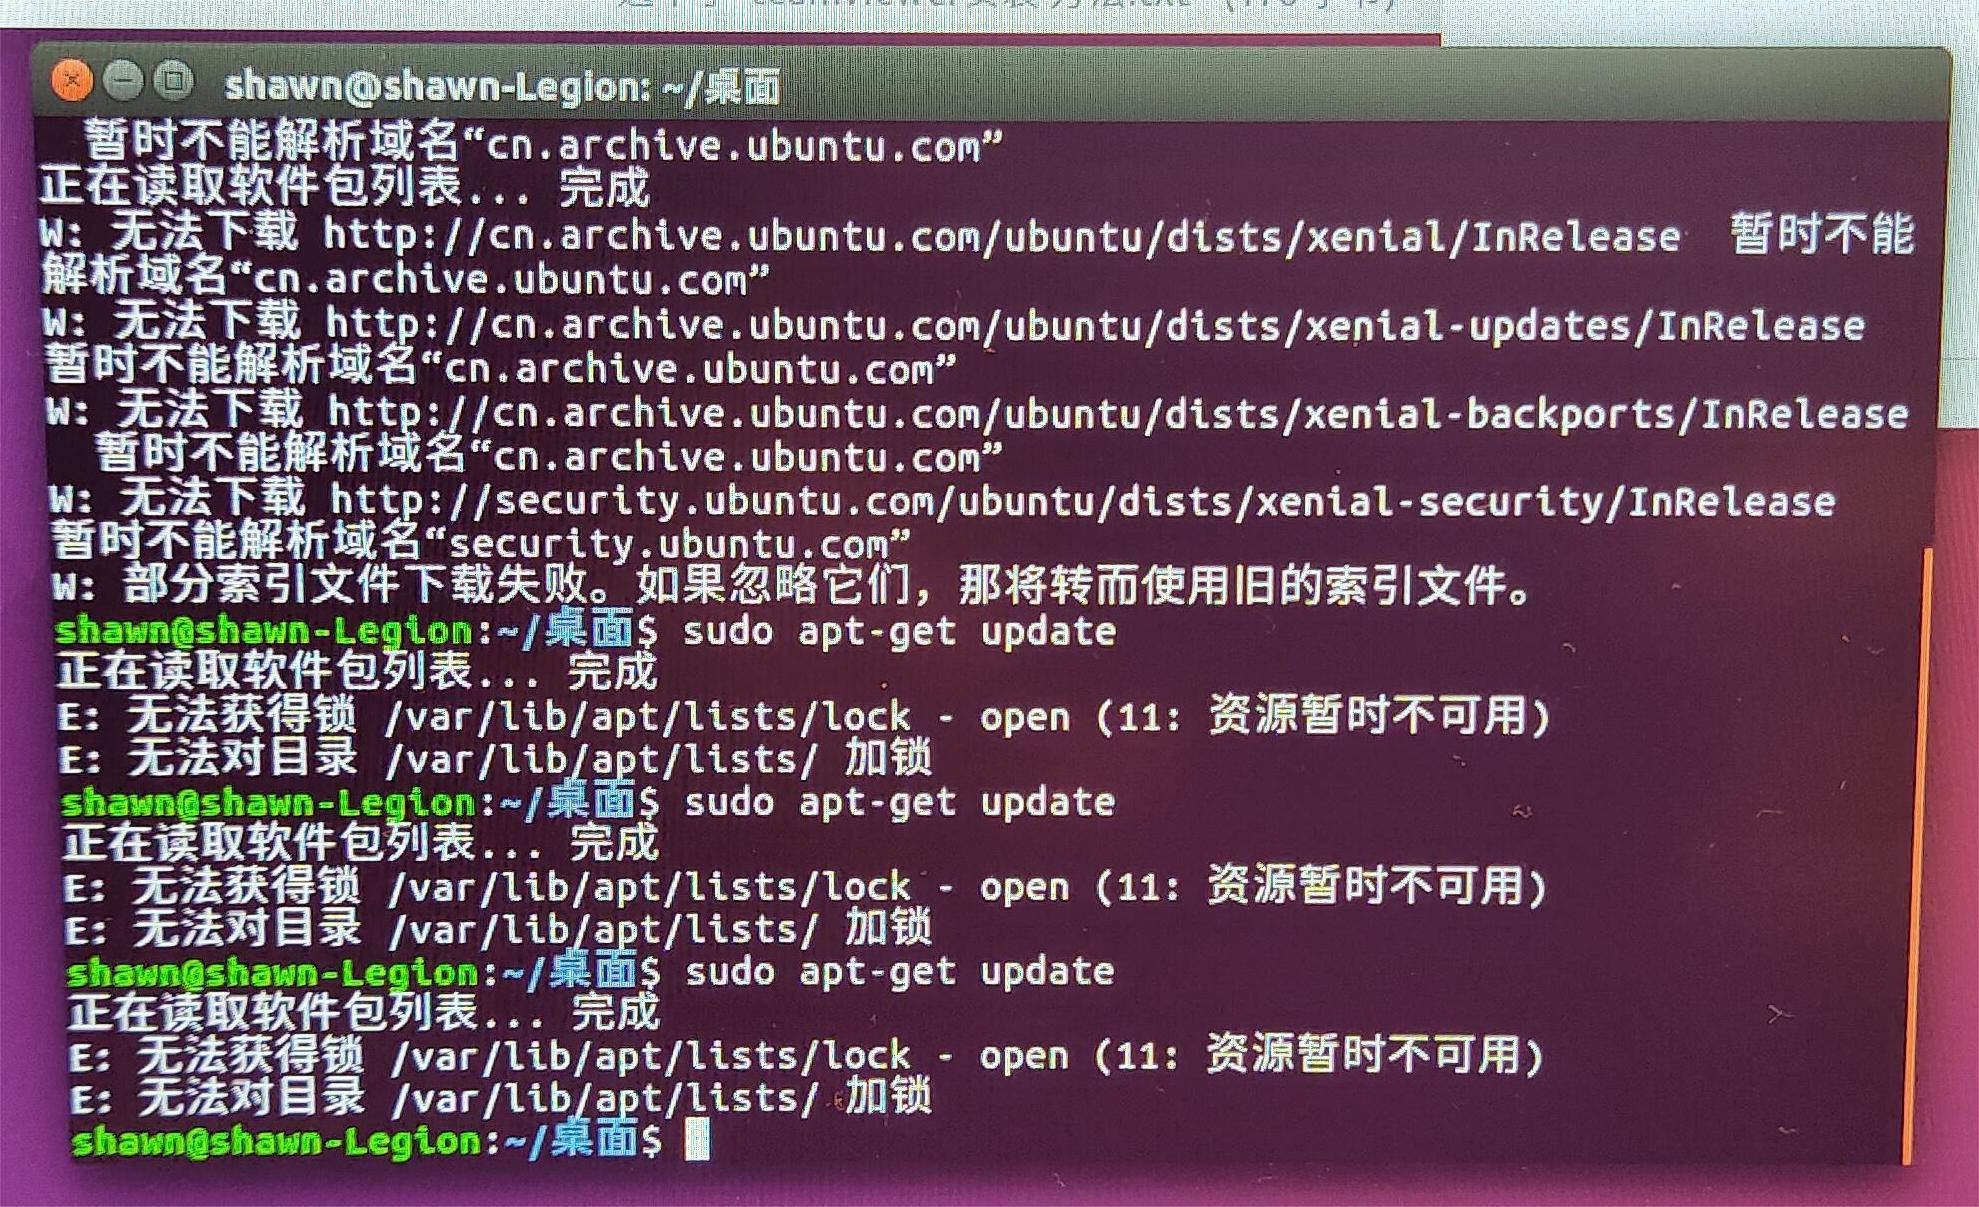 teamviewer安装方法.txt
shawn@shawn-Legion: ~/桌面
暂时不能解析域名“cn.archive.ubuntu.com”
正在读取软件包列表... 完成
W: 无法下载 http://cn.archive.ubuntu.com/ubuntu/dists/xenial/InRelease 暂时不能
解析域名“cn.archive.ubuntu.com”
W: 无法下载 http://cn.archive.ubuntu.com/ubuntu/dists/xenial-updates/InRelease
暂时不能解析域名“cn.archive.ubuntu.com”
W: 无法下载 http://cn.archive.ubuntu.com/ubuntu/dists/xenial-backports/InRelease
暂时不能解析域名“cn.archive.ubuntu.com”
W: 无法下载 http://security.ubuntu.com/ubuntu/dists/xenial-security/InRelease
暂时不能解析域名“security.ubuntu.com”
W: 部分索引文件下载失败。如果忽略它们，那将转而使用旧的索引文件。
shawn@shawn-Legion:~/桌面$ sudo apt-get update
正在读取软件包列表... 完成
E: 无法获得锁 /var/lib/apt/lists/lock - open (11: 资源暂时不可用)
E: 无法对目录 /var/lib/apt/lists/ 加锁
shawn@shawn-Legion:~/桌面$ sudo apt-get update
正在读取软件包列表... 完成
E: 无法获得锁 /var/lib/apt/lists/lock - open (11: 资源暂时不可用)
E: 无法对目录 /var/lib/apt/lists/ 加锁
shawn@shawn-Legion:~/桌面$ sudo apt-get update
正在读取软件包列表... 完成
E: 无法获得锁 /var/lib/apt/lists/lock - open (11: 资源暂时不可用)
E: 无法对目录 /var/lib/apt/lists/ 加锁
shawn@shawn-Legion:~/桌面$